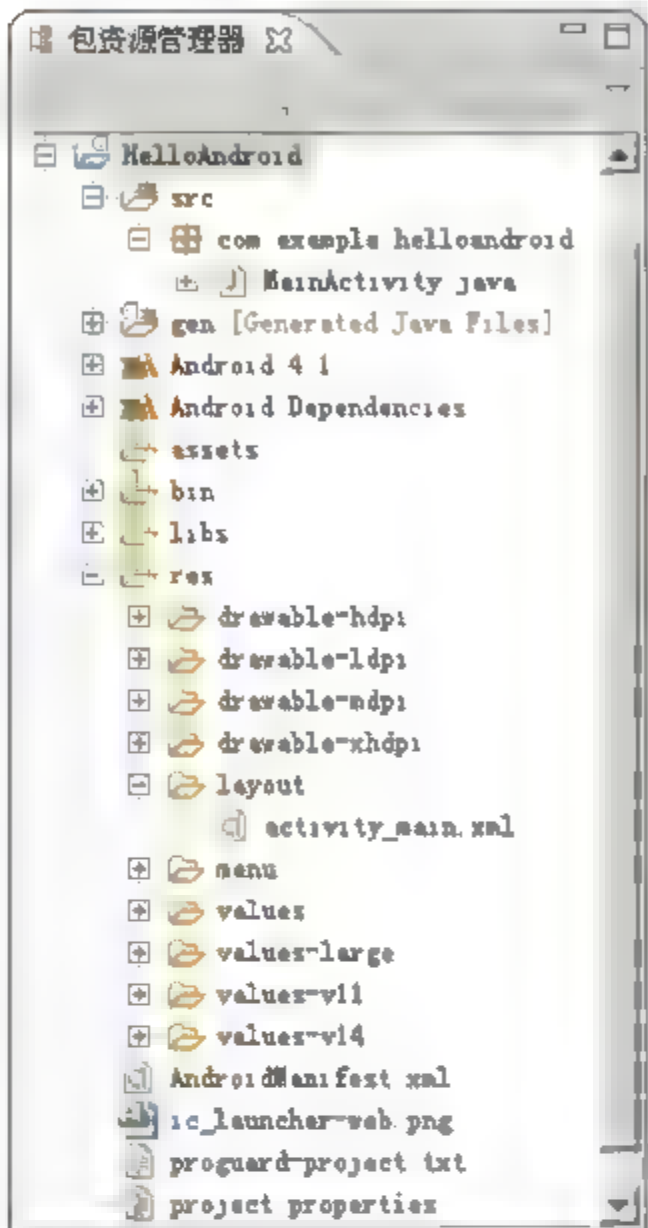 包资源管理器
HelloAndroid
src
com.example.helloandroid
MainActivity.java
gen [Generated Java Files]
Android 4.1
Android Dependencies
assets
bin
libs
res
drawable-hdpi
drawable-ldpi
drawable-mdpi
drawable-xhdpi
layout
activity_main.xml
menu
values
values-large
values-v11
values-v14
AndroidManifest.xml
ic_launcher-web.png
proguard-project.txt
project.properties